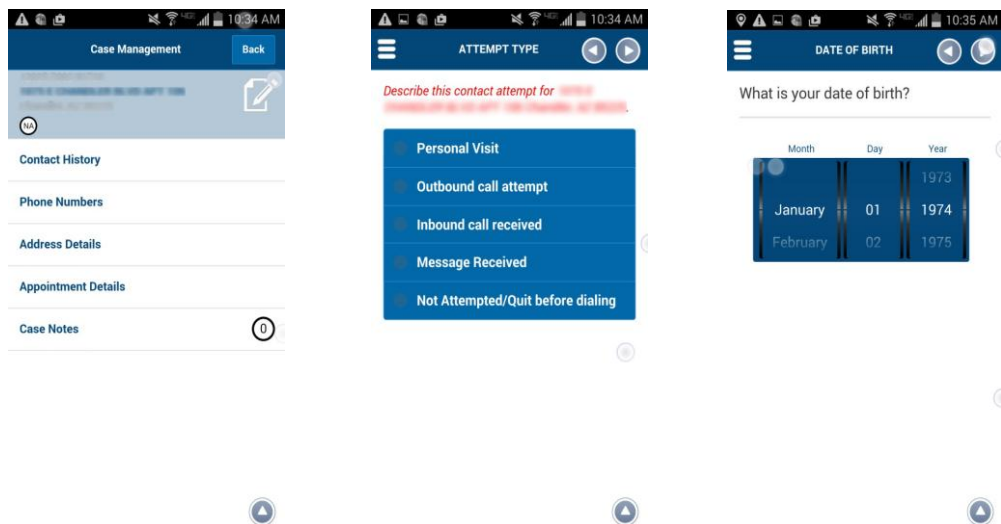 10:34 AM
Case Management
Back
NA
Contact History
Phone Numbers
Address Details
Appointment Details
Case Notes
0
10:34 AM
ATTEMPT TYPE
Describe this contact attempt for
Personal Visit
Outbound call attempt
Inbound call received
Message Received
Not Attempted/Quit before dialing
10:35 AM
DATE OF BIRTH
What is your date of birth?
Month Day Year
1973
January 01 1974
February 02 1975